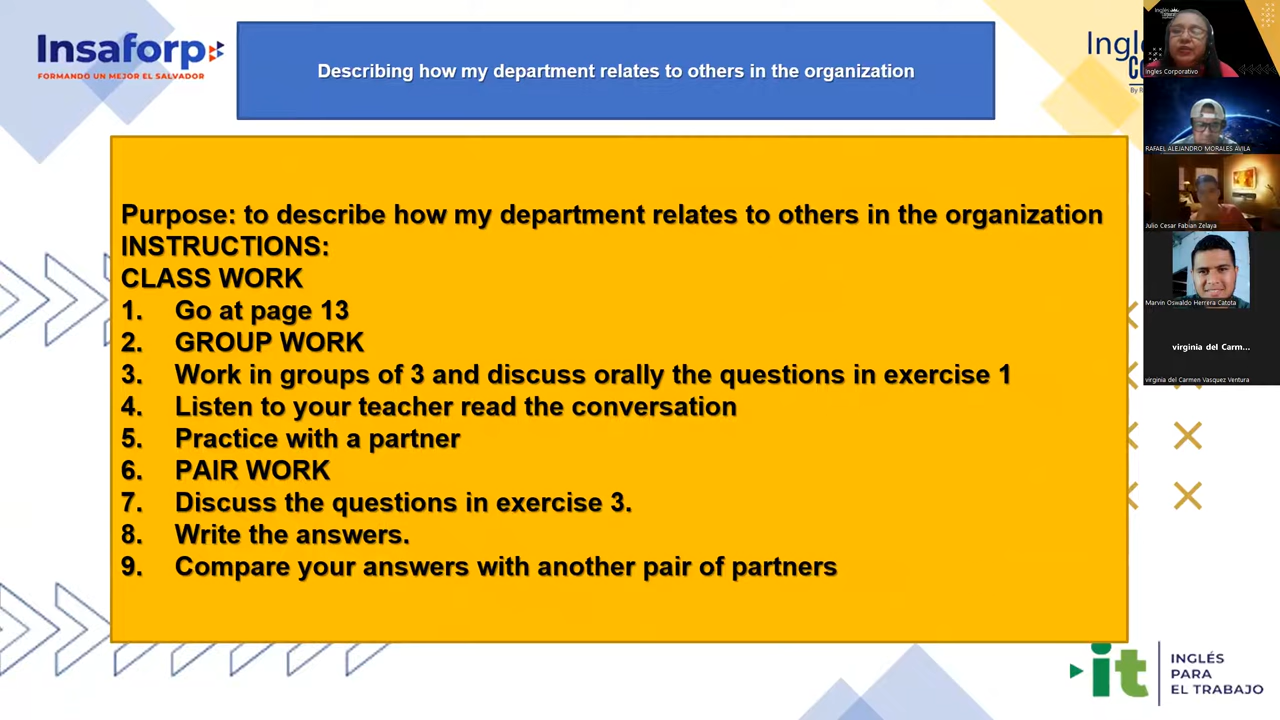 Insaforp
FORMANDO UN MEJOR EL SALVADOR
Describing how my department relates to others in the organization
Purpose: to describe how my department relates to others in the organization
INSTRUCTIONS:
CLASS WORK
1. Go at page 13
2. GROUP WORK
3. Work in groups of 3 and discuss orally the questions in exercise 1
4. Listen to your teacher read the conversation
5. Practice with a partner
6. PAIR WORK
7. Discuss the questions in exercise 3.
8. Write the answers.
9. Compare your answers with another pair of partners
Ingles Corporativo
RAFAEL ALEJANDRO MORALES AVILA
Julio Cesar Fabian Zelaya
Marvin Oswaldo Herrera Catota
virginia del Carm...
virginia del Carmen Vasquez Ventura
it
INGLÉS
PARA
EL TRABAJO